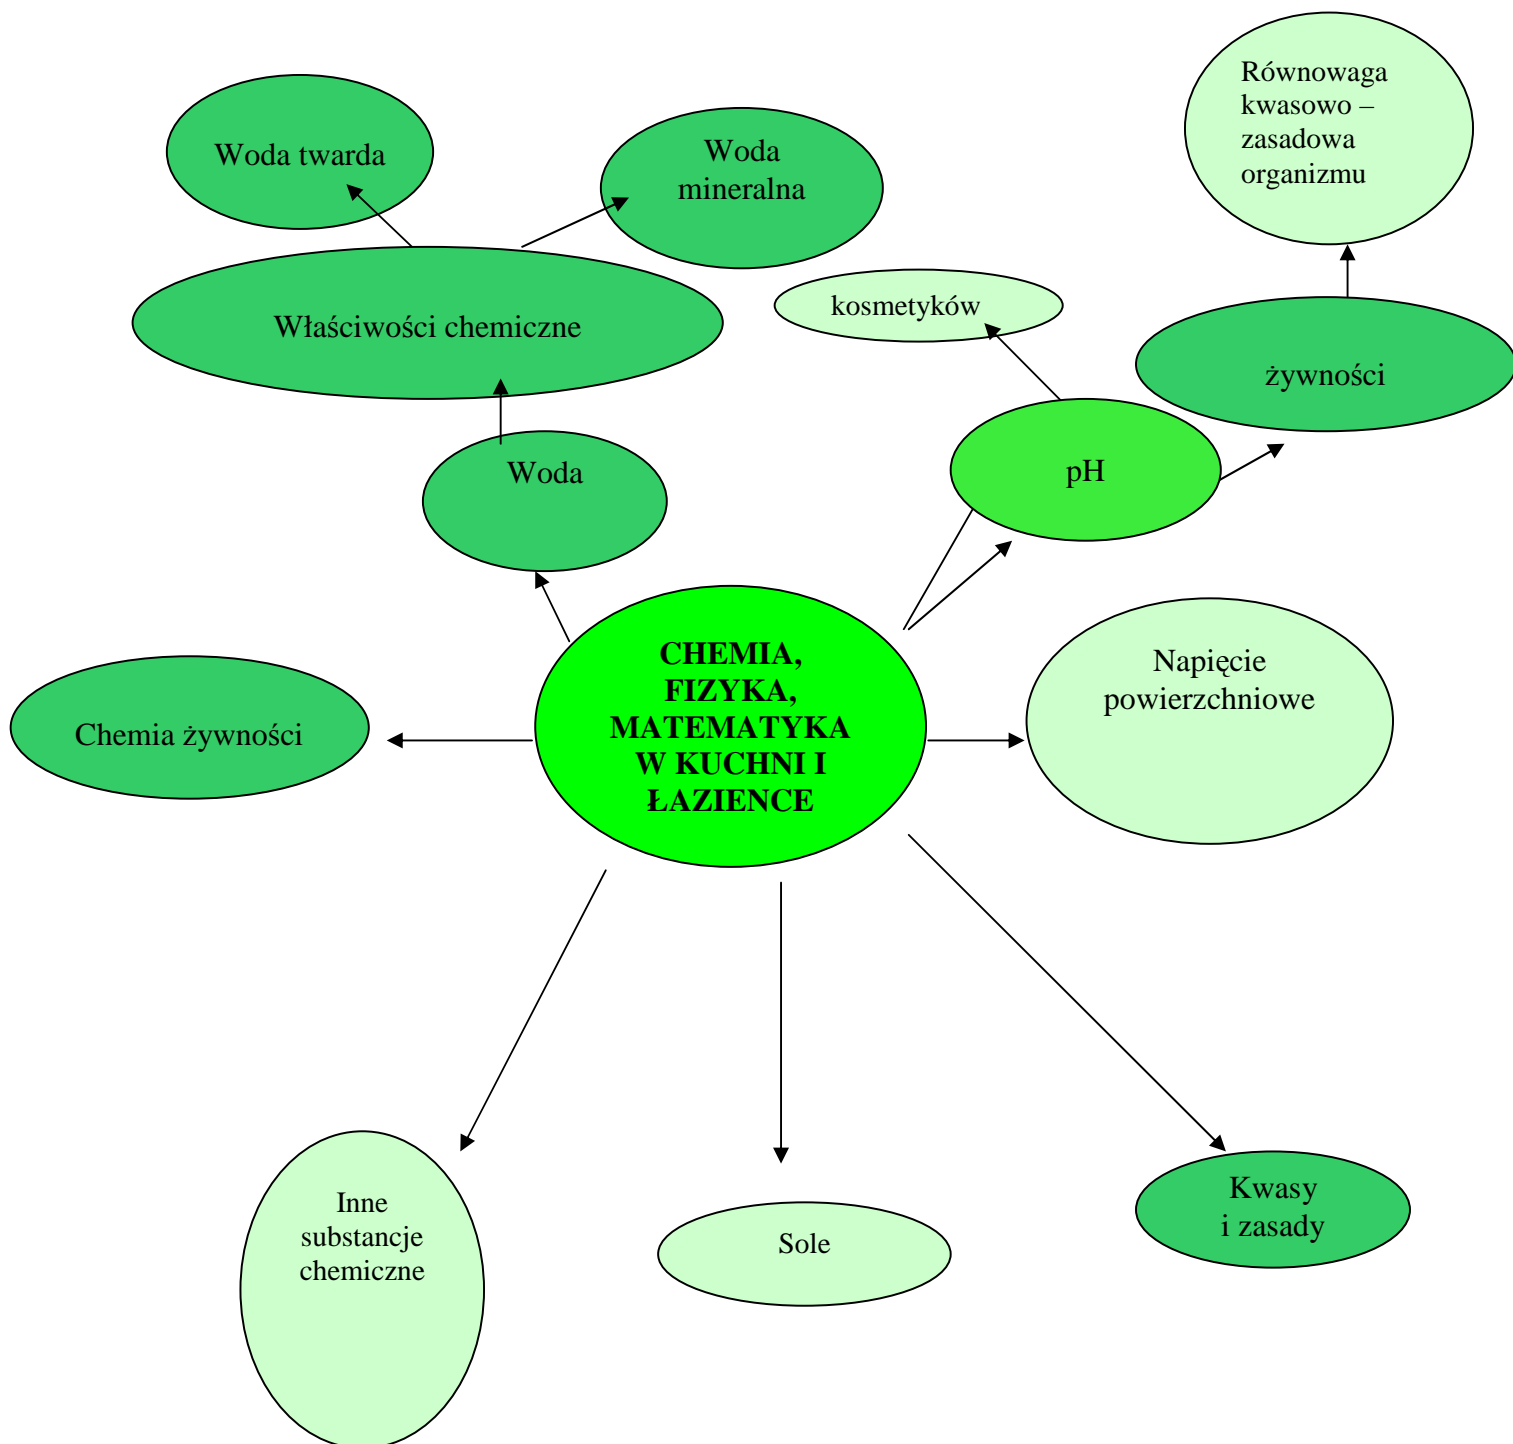 Równowaga
kwasowo –
zasadowa
organizmu
Woda twarda
Woda
mineralna
kosmetyków
Właściwości chemiczne
żywności
Woda
pH
CHEMIA,
FIZYKA,
MATEMATYKA
W KUCHNI I
ŁAZIENCE
Napięcie
powierzchniowe
Chemia żywności
Inne
substancje
chemiczne
Sole
Kwasy
i zasady